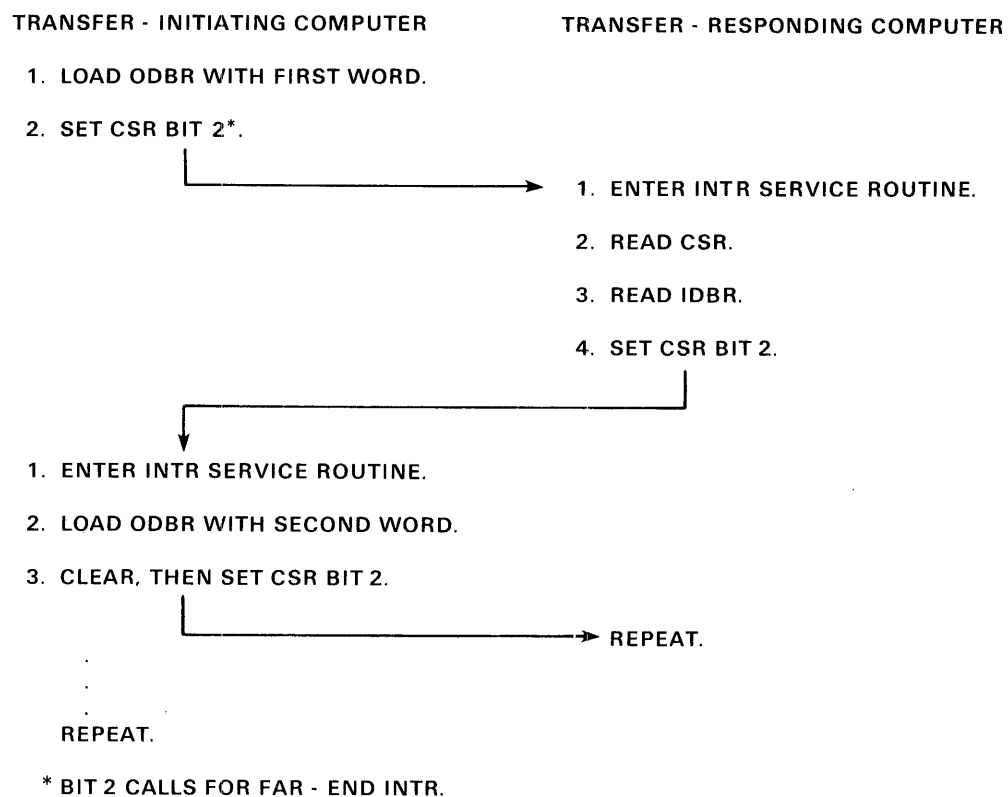 TRANSFER - INITIATING COMPUTER
TRANSFER - RESPONDING COMPUTER
1. LOAD ODBR WITH FIRST WORD.
2. SET CSR BIT 2*.
1. ENTER INTR SERVICE ROUTINE.
2. READ CSR.
3. READ IDBR.
4. SET CSR BIT 2.
1. ENTER INTR SERVICE ROUTINE.
2. LOAD ODBR WITH SECOND WORD.
3. CLEAR, THEN SET CSR BIT 2.
REPEAT.
.
.
.
REPEAT.
* BIT 2 CALLS FOR FAR - END INTR.